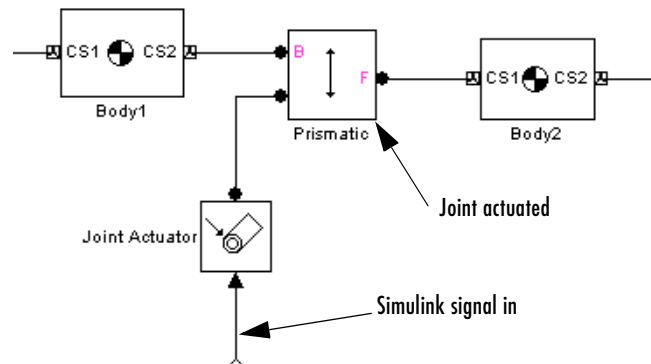 CS1 CS2
Body1
B
F
Prismatic
CS1 CS2
Body2
Joint actuated
Joint Actuator
Simulink signal in